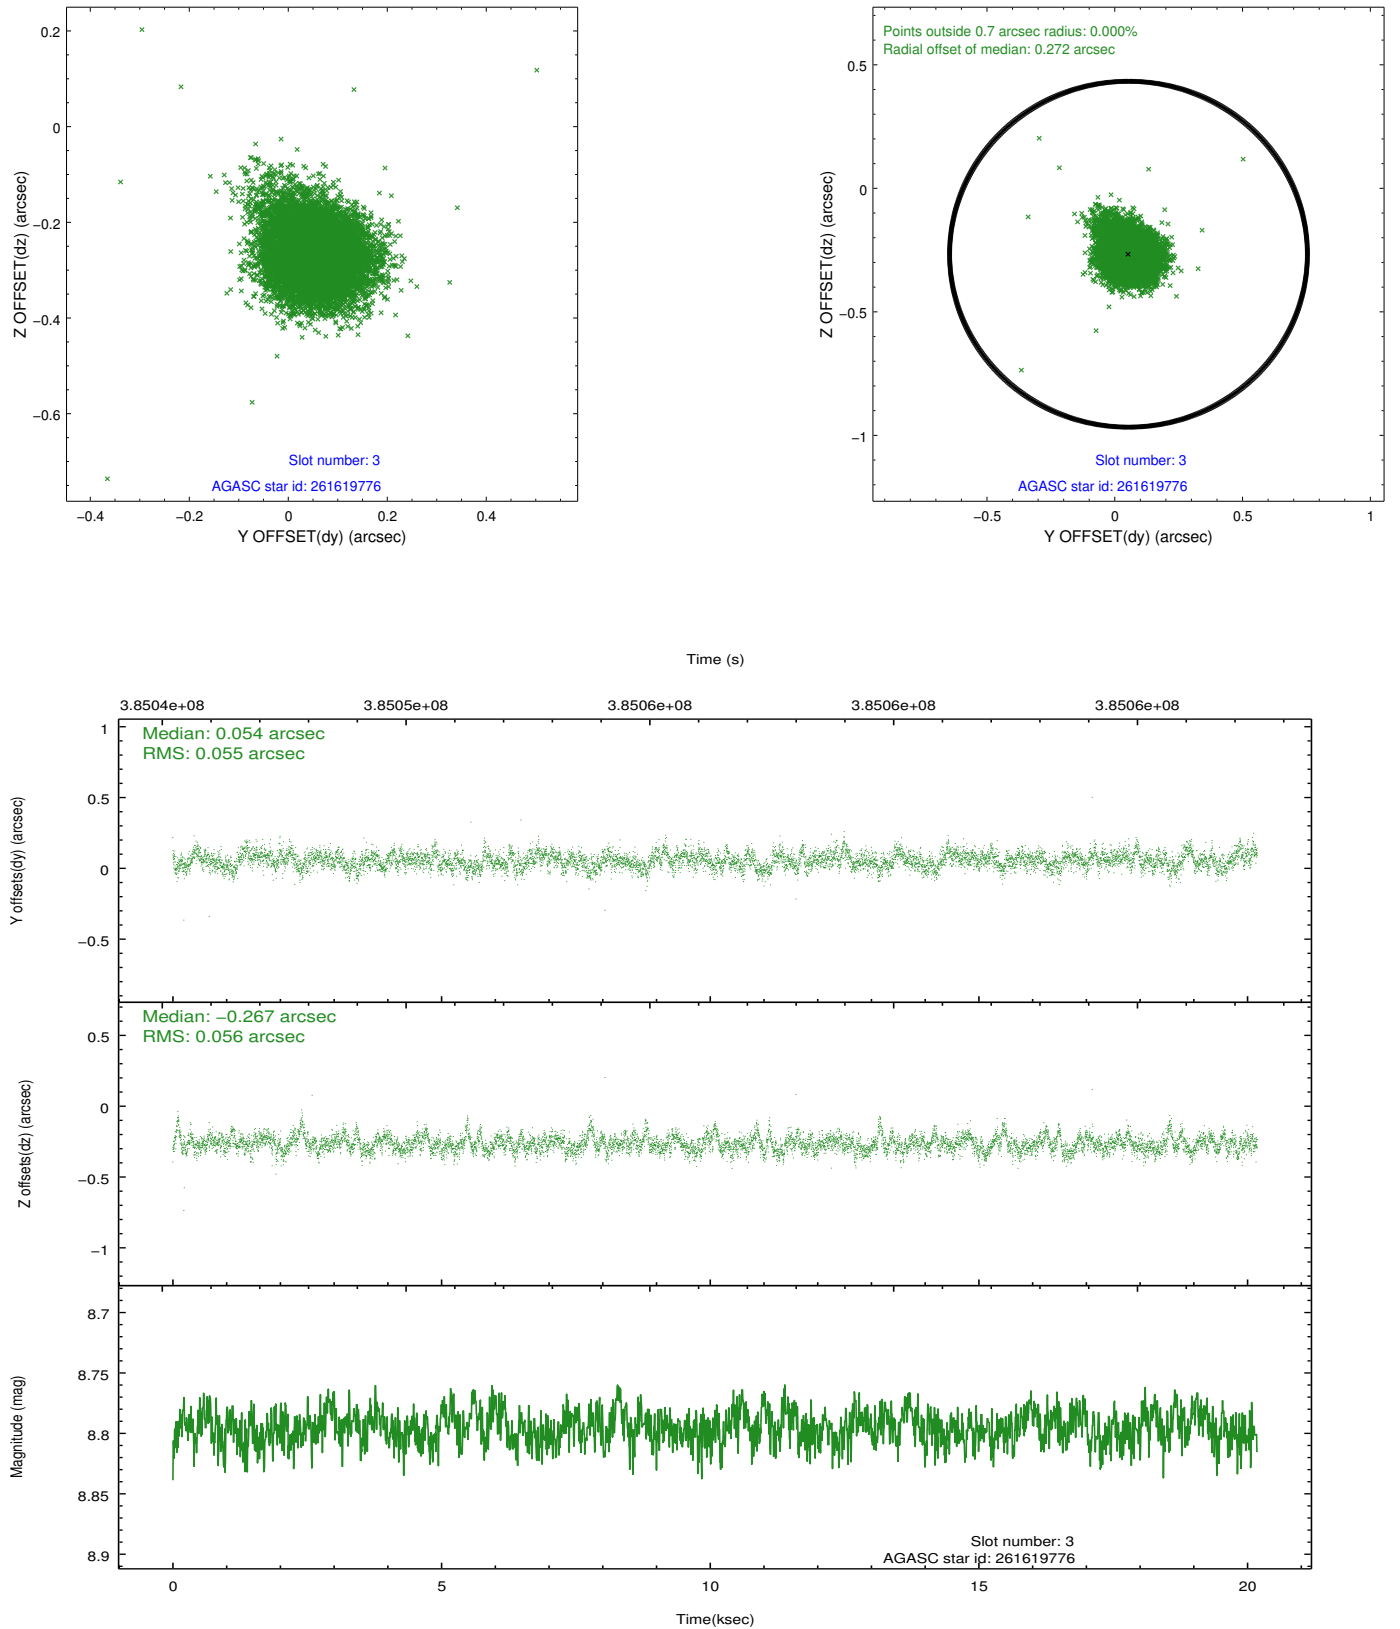 0.2
0
−0.2
−0.4
−0.6
Z OFFSET(dz) (arcsec)
Slot number: 3
AGASC star id: 261619776
−0.4
−0.2
0
0.2
0.4
Y OFFSET(dy) (arcsec)
Points outside 0.7 arcsec radius: 0.000%
Radial offset of median: 0.272 arcsec
0.5
0
−0.5
−1
Z OFFSET(dz) (arcsec)
Slot number: 3
AGASC star id: 261619776
−0.5
0
0.5
1
Y OFFSET(dy) (arcsec)
Time (s)
3.8504e+08
3.8505e+08
3.8506e+08
3.8506e+08
3.8506e+08
Median: 0.054 arcsec
RMS: 0.055 arcsec
1
0.5
0
−0.5
Y offsets(dy) (arcsec)
Median: −0.267 arcsec
RMS: 0.056 arcsec
0.5
0
−0.5
−1
Z offsets(dz) (arcsec)
8.7
8.75
8.8
8.85
8.9
Magnitude (mag)
Slot number: 3
AGASC star id: 261619776
0
5
10
15
20
Time(ksec)